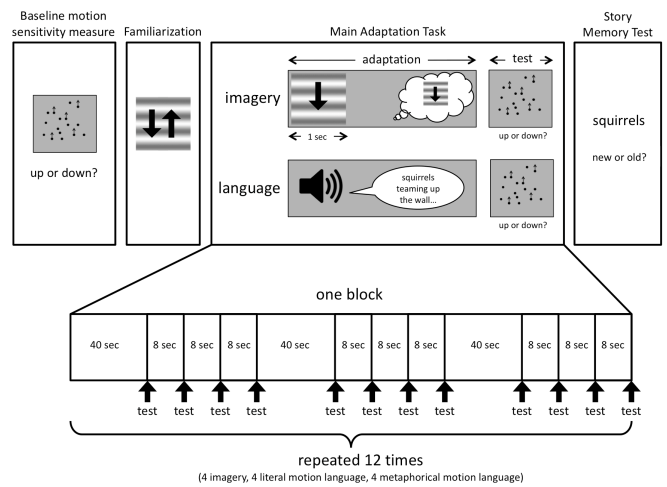 Baseline motion
sensitivity measure
Familiarization
Main Adaptation Task
Story
Memory Test
adaptation
test
imagery
1 sec
up or down?
up or down?
language
squirrels
teaming up
the wall...
up or down?
squirrels
new or old?
one block
40 sec 8 sec 8 sec 8 sec 40 sec 8 sec 8 sec 8 sec 40 sec 8 sec 8 sec 8 sec
test test test test test test test test test test test test
repeated 12 times
(4 imagery, 4 literal motion language, 4 metaphorical motion language)